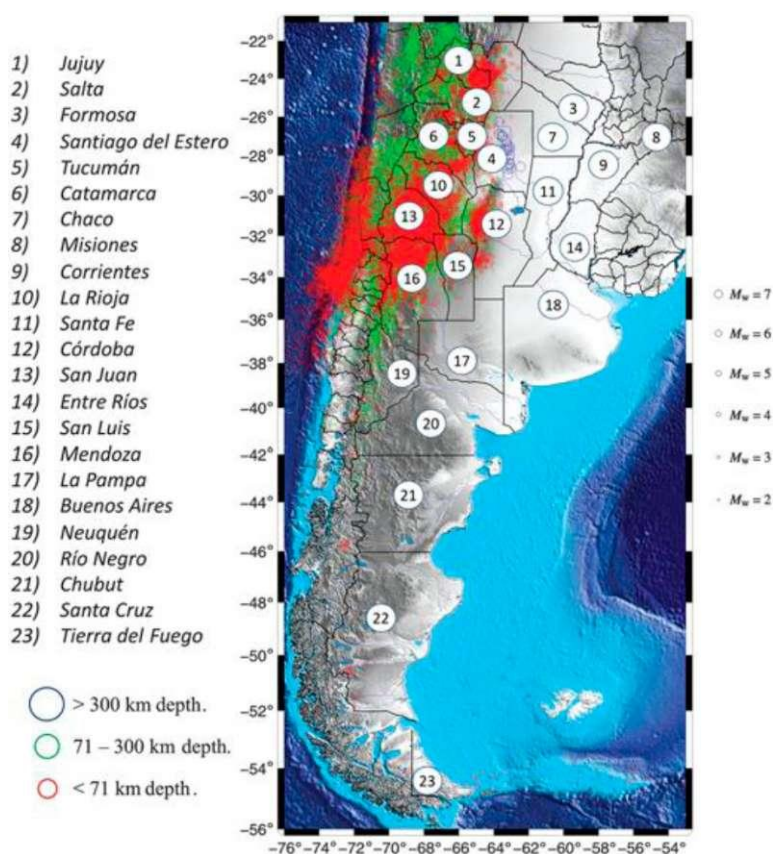 1) Jujuy
2) Salta
3) Formosa
4) Santiago del Estero
5) Tucumán
6) Catamarca
7) Chaco
8) Misiones
9) Corrientes
10) La Rioja
11) Santa Fe
12) Córdoba
13) San Juan
14) Entre Ríos
15) San Luis
16) Mendoza
17) La Pampa
18) Buenos Aires
19) Neuquén
20) Río Negro
21) Chubut
22) Santa Cruz
23) Tierra del Fuego
> 300 km depth.
71 – 300 km depth.
< 71 km depth.
−22°
−24°
−26°
−28°
−30°
−32°
−34°
−36°
−38°
−40°
−42°
−44°
−46°
−48°
−50°
−52°
−54°
−56°
1
2
3
6
5
7
8
4
9
10
11
13
12
14
15
16
18
17
19
20
21
22
23
−76° −74° −72° −70° −68° −66° −64° −62° −60° −58° −56° −54°
Mw = 7
Mw = 6
Mw = 5
Mw = 4
Mw = 3
Mw = 2